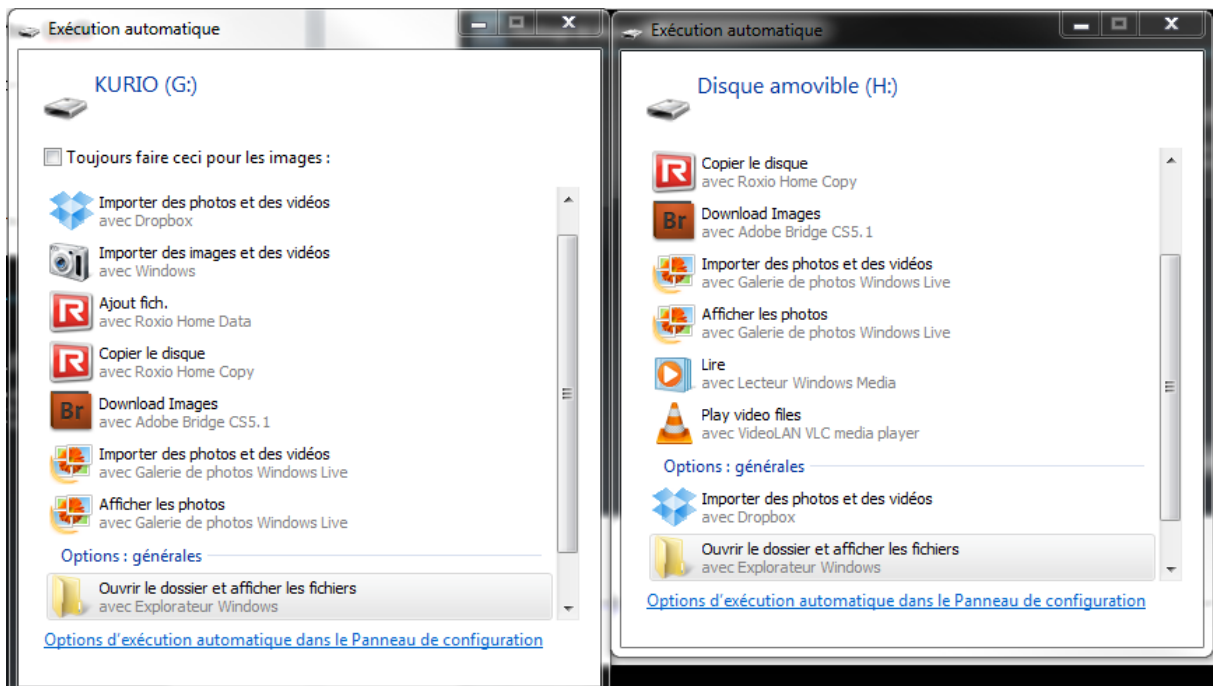 Exécution automatique
KURIO (G:)
Toujours faire ceci pour les images :
Importer des photos et des vidéos
avec Dropbox
Importer des images et des vidéos
avec Windows
Ajout fich.
avec Roxio Home Data
Copier le disque
avec Roxio Home Copy
Br
Download Images
avec Adobe Bridge CS5.1
Importer des photos et des vidéos
avec Galerie de photos Windows Live
Afficher les photos
avec Galerie de photos Windows Live
Options : générales
Ouvrir le dossier et afficher les fichiers
avec Explorateur Windows
Options d'exécution automatique dans le Panneau de configuration
Exécution automatique
Disque amovible (H:)
Copier le disque
avec Roxio Home Copy
Br
Download Images
avec Adobe Bridge CS5.1
Importer des photos et des vidéos
avec Galerie de photos Windows Live
Afficher les photos
avec Galerie de photos Windows Live
Lire
avec Lecteur Windows Media
Play video files
avec VideoLAN VLC media player
Options : générales
Importer des photos et des vidéos
avec Dropbox
Ouvrir le dossier et afficher les fichiers
avec Explorateur Windows
Options d'exécution automatique dans le Panneau de configuration